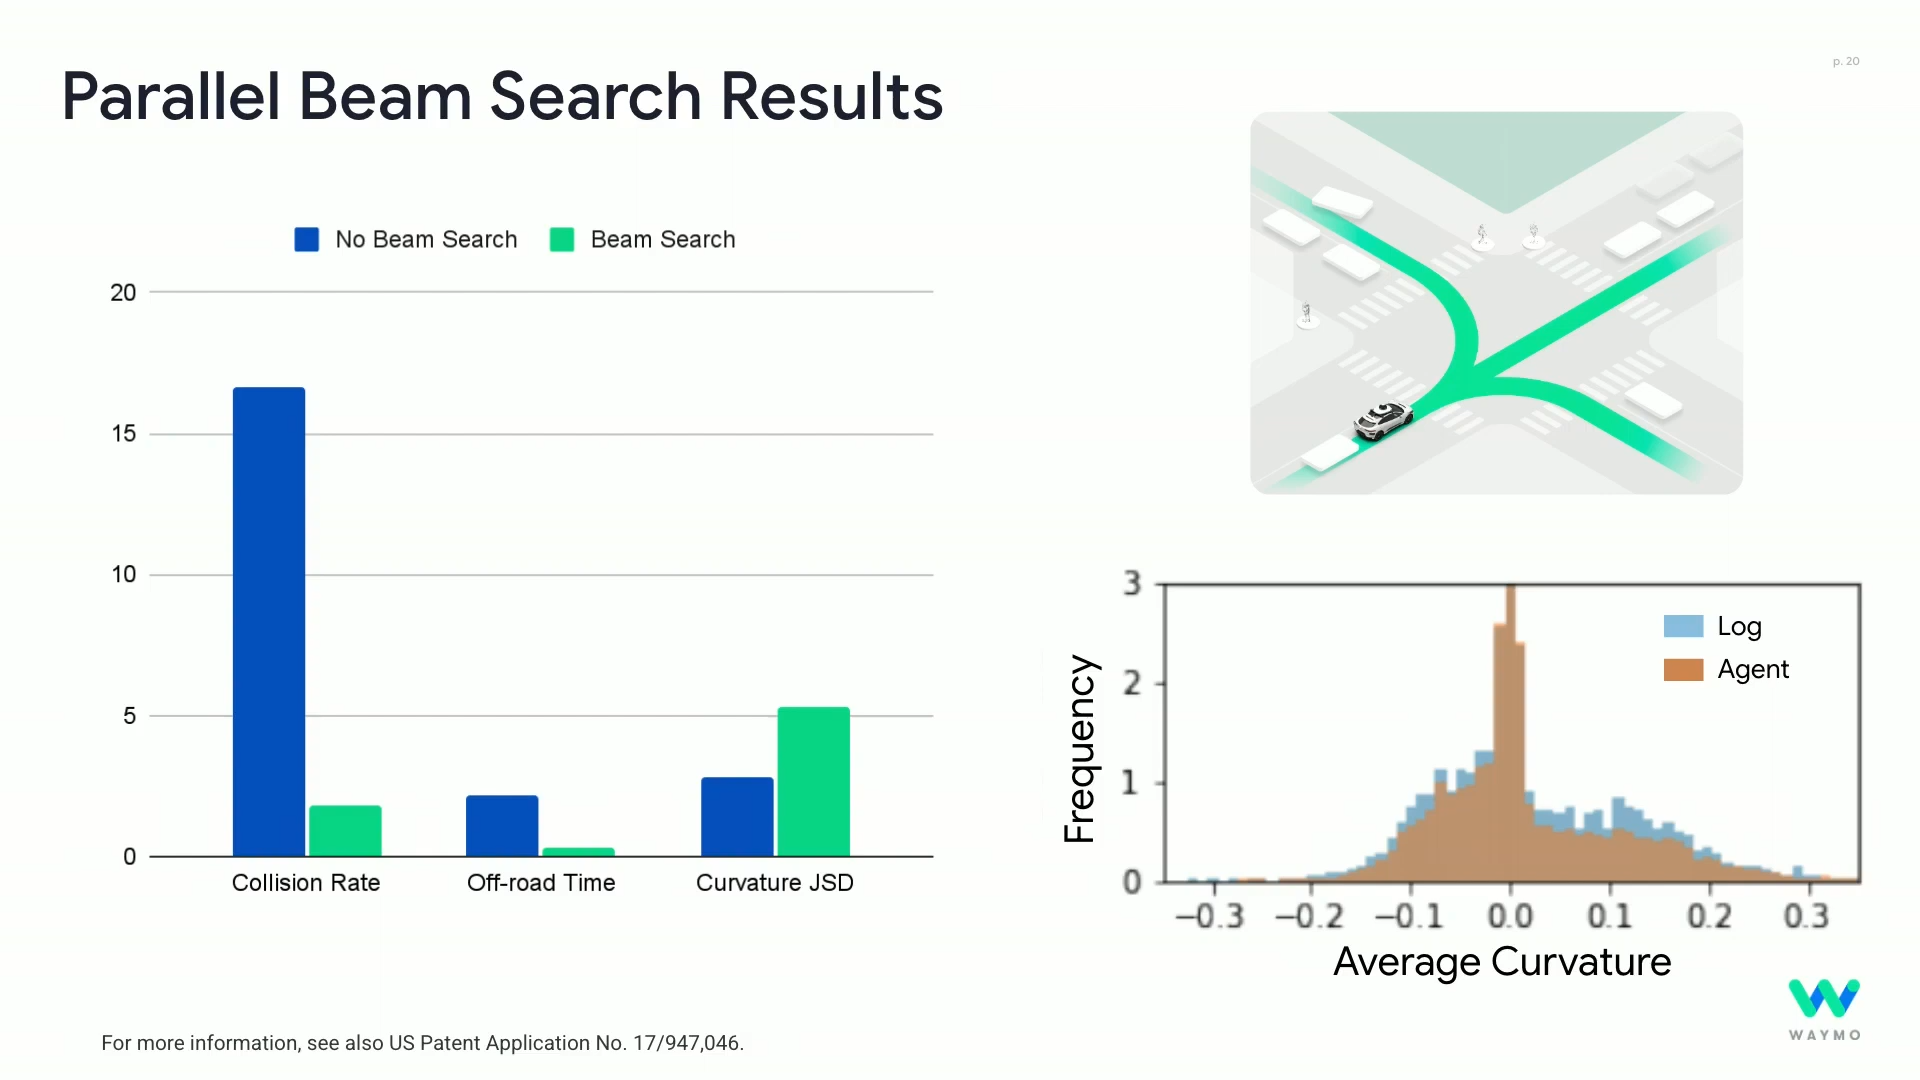 p. 20
Parallel Beam Search Results
No Beam Search
Beam Search
20
15
10
5
0
Collision Rate
Off-road Time
Curvature JSD
3
2
1
0
Frequency
Log
Agent
−0.3
−0.2
−0.1
0.0
0.1
0.2
0.3
Average Curvature
WAYMO
For more information, see also US Patent Application No. 17/947,046.